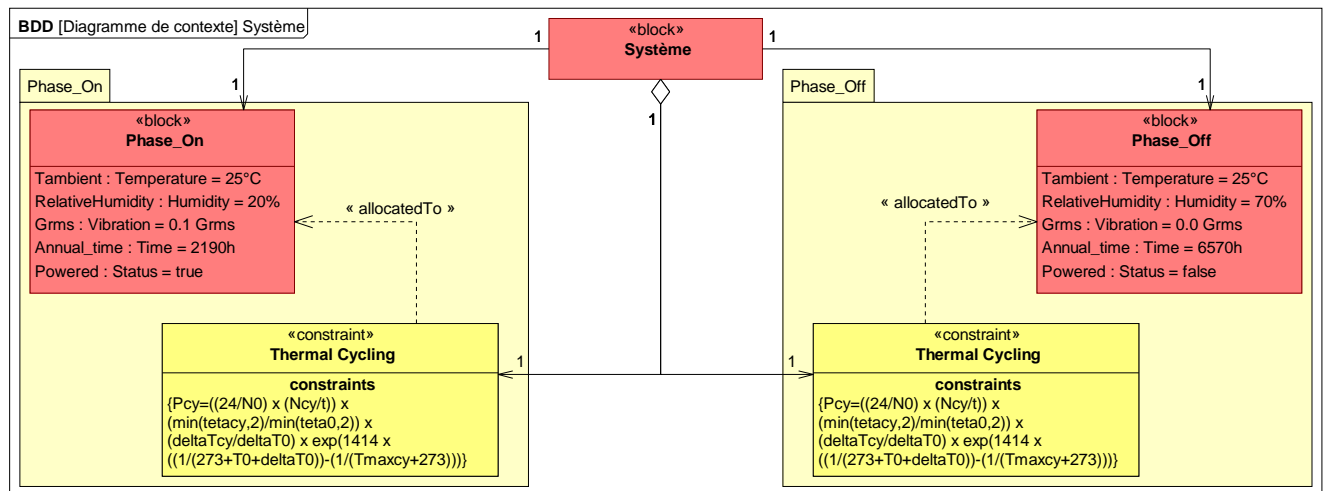 BDD [Diagramme de contexte] Système
«block»
Système
1
1
1
1
1
Phase_On
«block»
Phase_On
Tambient : Temperature = 25°C
RelativeHumidity : Humidity = 20%
Grms : Vibration = 0.1 Grms
Annual_time : Time = 2190h
Powered : Status = true
« allocatedTo »
«constraint»
Thermal Cycling
constraints
{Pcy=((24/N0) x (Ncy/t)) x
(min(tetacy,2)/min(teta0,2)) x
(deltaTcy/deltaT0) x exp(1414 x
((1/(273+T0+deltaT0))-(1/(Tmaxcy+273)))}
1
1
Phase_Off
«block»
Phase_Off
Tambient : Temperature = 25°C
RelativeHumidity : Humidity = 70%
Grms : Vibration = 0.0 Grms
Annual_time : Time = 6570h
Powered : Status = false
« allocatedTo »
«constraint»
Thermal Cycling
constraints
{Pcy=((24/N0) x (Ncy/t)) x
(min(tetacy,2)/min(teta0,2)) x
(deltaTcy/deltaT0) x exp(1414 x
((1/(273+T0+deltaT0))-(1/(Tmaxcy+273)))}